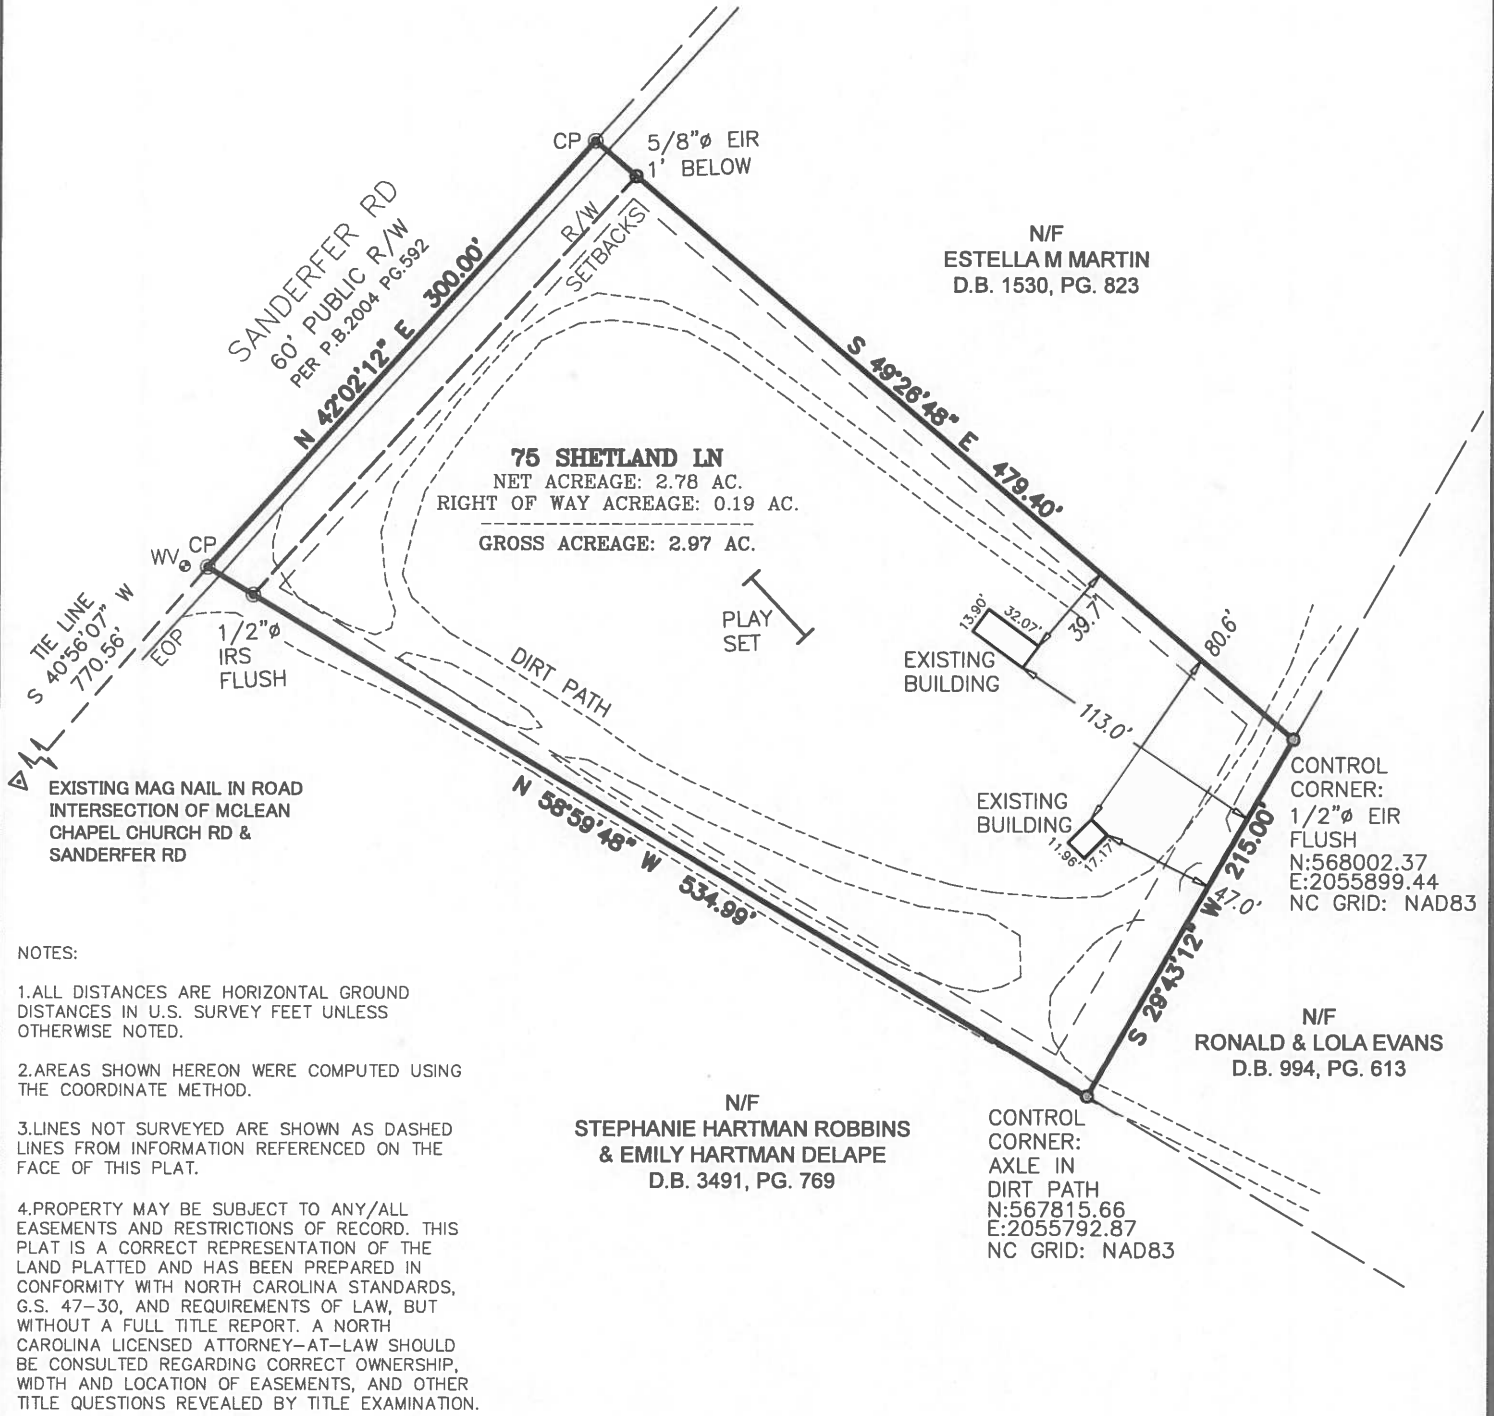 CP
5/8"ø EIR
1' BELOW
SANDERFER RD
60' PUBLIC R/W
PER P.B.2004 PG.592
N 42°02'12" E 300.00'
R/W
SETBACKS
N/F
ESTELLA M MARTIN
D.B. 1530, PG. 823
S 49°26'48" E 479.40'
75 SHETLAND LN
NET ACREAGE: 2.78 AC.
RIGHT OF WAY ACREAGE: 0.19 AC.
GROSS ACREAGE: 2.97 AC.
WV
CP
TIE LINE
S 40°56'07" W
770.56'
EOP
1/2"ø
IRS
FLUSH
PLAY
SET
DIRT PATH
13.90'
32.07'
39.7'
80.6'
EXISTING
BUILDING
113.0'
EXISTING MAG NAIL IN ROAD
INTERSECTION OF MCLEAN
CHAPEL CHURCH RD &
SANDERFER RD
N 58°59'48" W 534.99'
EXISTING
BUILDING
11.96'
17.17'
47.0'
S 29°43'12" W 215.00'
CONTROL
CORNER:
1/2"ø EIR
FLUSH
N:568002.37
E:2055899.44
NC GRID: NAD83
N/F
RONALD & LOLA EVANS
D.B. 994, PG. 613
N/F
STEPHANIE HARTMAN ROBBINS
& EMILY HARTMAN DELAPE
D.B. 3491, PG. 769
CONTROL
CORNER:
AXLE IN
DIRT PATH
N:567815.66
E:2055792.87
NC GRID: NAD83
NOTES:
1.ALL DISTANCES ARE HORIZONTAL GROUND
DISTANCES IN U.S. SURVEY FEET UNLESS
OTHERWISE NOTED.
2.AREAS SHOWN HEREON WERE COMPUTED USING
THE COORDINATE METHOD.
3.LINES NOT SURVEYED ARE SHOWN AS DASHED
LINES FROM INFORMATION REFERENCED ON THE
FACE OF THIS PLAT.
4.PROPERTY MAY BE SUBJECT TO ANY/ALL
EASEMENTS AND RESTRICTIONS OF RECORD. THIS
PLAT IS A CORRECT REPRESENTATION OF THE
LAND PLATTED AND HAS BEEN PREPARED IN
CONFORMITY WITH NORTH CAROLINA STANDARDS,
G.S. 47-30, AND REQUIREMENTS OF LAW, BUT
WITHOUT A FULL TITLE REPORT. A NORTH
CAROLINA LICENSED ATTORNEY-AT-LAW SHOULD
BE CONSULTED REGARDING CORRECT OWNERSHIP,
WIDTH AND LOCATION OF EASEMENTS, AND OTHER
TITLE QUESTIONS REVEALED BY TITLE EXAMINATION.